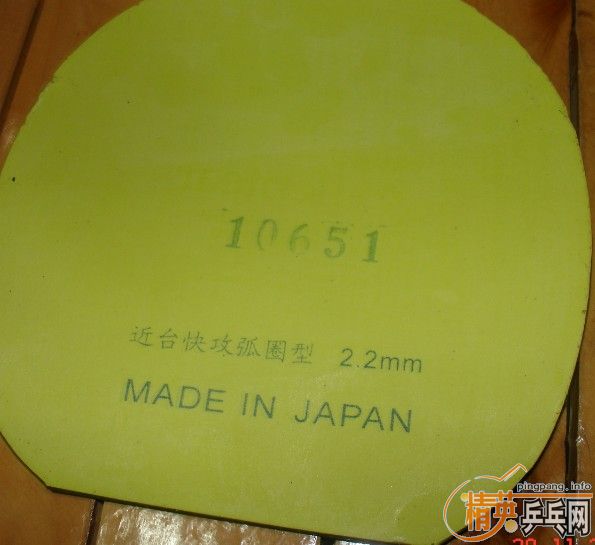 10651
近台快攻弧圈型 2.2mm
MADE IN JAPAN
pingpang.info
精英乒乓网